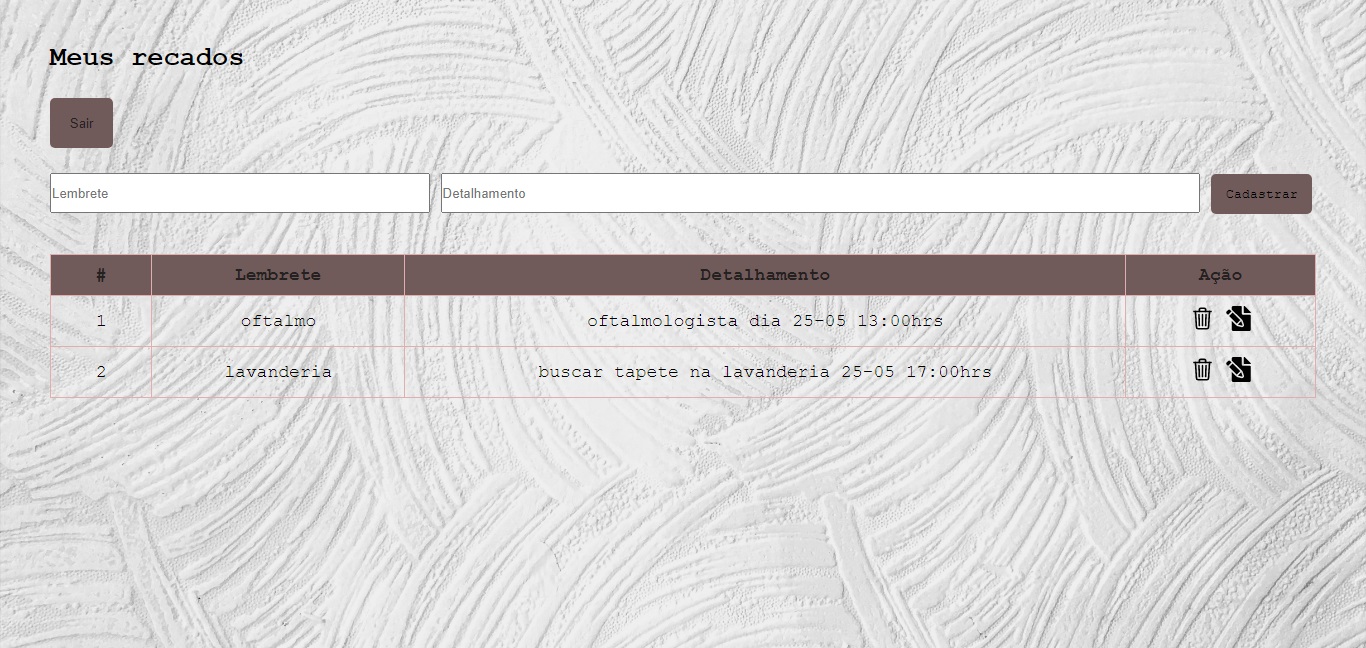 Meus recados
Sair
Lembrete Detalhamento Cadastrar
# Lembrete Detalhamento Ação
1 oftalmo oftalmologista dia 25-05 13:00hrs
2 lavanderia buscar tapete na lavanderia 25-05 17:00hrs